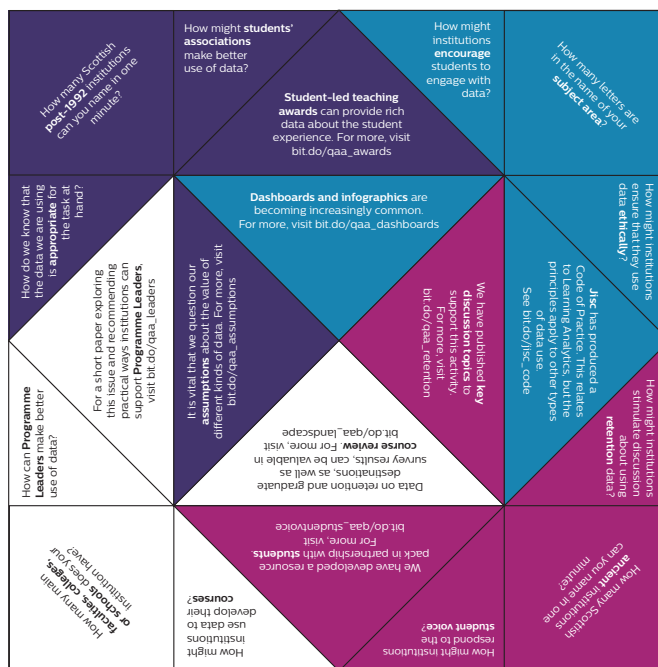 How many Scottish
post-1992 institutions
can you name in one
minute?
How might students'
associations
make better
use of data?
Student-led teaching
awards can provide rich
data about the student
experience. For more, visit
bit.do/qaa_awards
How might
institutions
encourage
students to
engage with
data?
How many letters are
in the name of your
subject area?
How do we know that
the data we are using
is appropriate for
the task at
hand?
For a short paper exploring
this issue and recommending
practical ways institutions can
support Programme Leaders,
visit bit.do/qaa_leaders
It is vital that we question our
assumptions about the value of
different kinds of data. For more, visit
bit.do/qaa_assumptions
Dashboards and infographics are
becoming increasingly common.
For more, visit bit.do/qaa_dashboards
We have published key
discussion topics to
support this activity.
For more, visit
bit.do/qaa_retention
Jisc has produced a
Code of Practice. This relates
to Learning Analytics, but the
principles apply to other types
of data use.
See bit.do/jisc_code
How might institutions
ensure that they use
data ethically?
How can Programme
Leaders make better
use of data?
Data on retention and graduate
destinations, as well as
survey results, can be valuable in
course review. For more, visit
bit.do/qaa_landscape
How might institutions
stimulate discussion
about using
retention data?
How many main
faculties, colleges,
or schools does your
institution have?
How might
institutions
use data to
develop their
courses?
We have developed a resource
pack in partnership with students.
For more, visit
bit.do/qaa_studentvoice
How might institutions
respond to the
student voice?
How many Scottish
ancient institutions
can you name in one
minute?